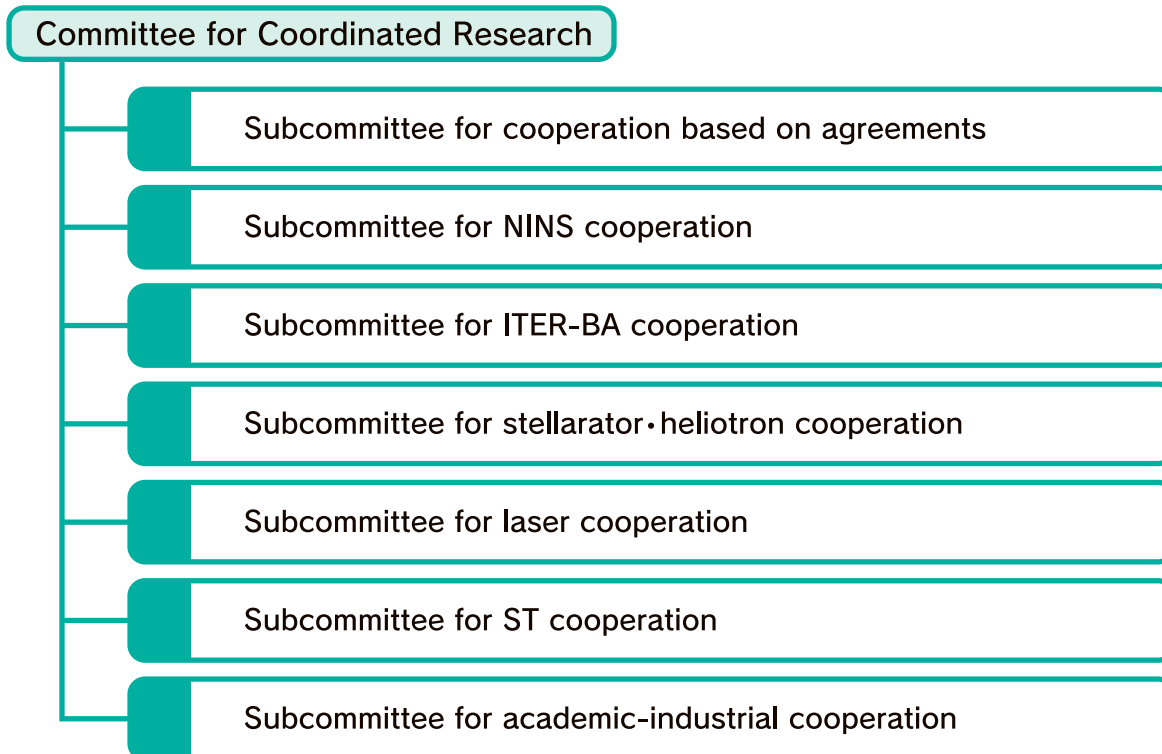 Committee for Coordinated Research
Subcommittee for cooperation based on agreements
Subcommittee for NINS cooperation
Subcommittee for ITER-BA cooperation
Subcommittee for stellarator・heliotron cooperation
Subcommittee for laser cooperation
Subcommittee for ST cooperation
Subcommittee for academic-industrial cooperation